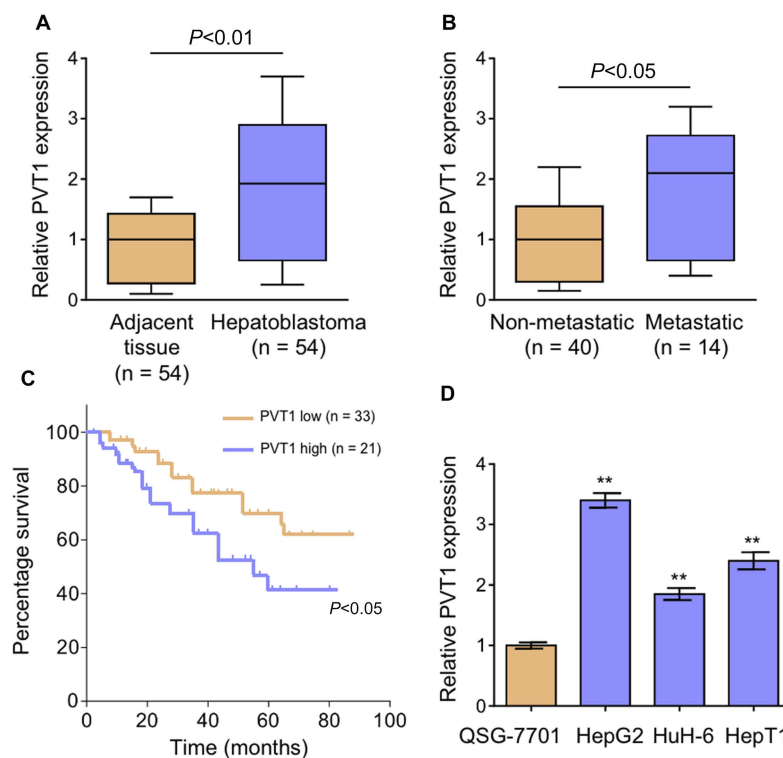 A
P<0.01
Relative PVT1 expression
4
3
2
1
0
Adjacent tissue (n = 54)
Hepatoblastoma (n = 54)
B
P<0.05
Relative PVT1 expression
4
3
2
1
0
Non-metastatic (n = 40)
Metastatic (n = 14)
C
PVT1 low (n = 33)
PVT1 high (n = 21)
Percentage survival
100
80
60
40
20
0
P<0.05
0 20 40 60 80 100
Time (months)
D
Relative PVT1 expression
4
3
2
1
0
**
**
**
QSG-7701 HepG2 HuH-6 HepT1